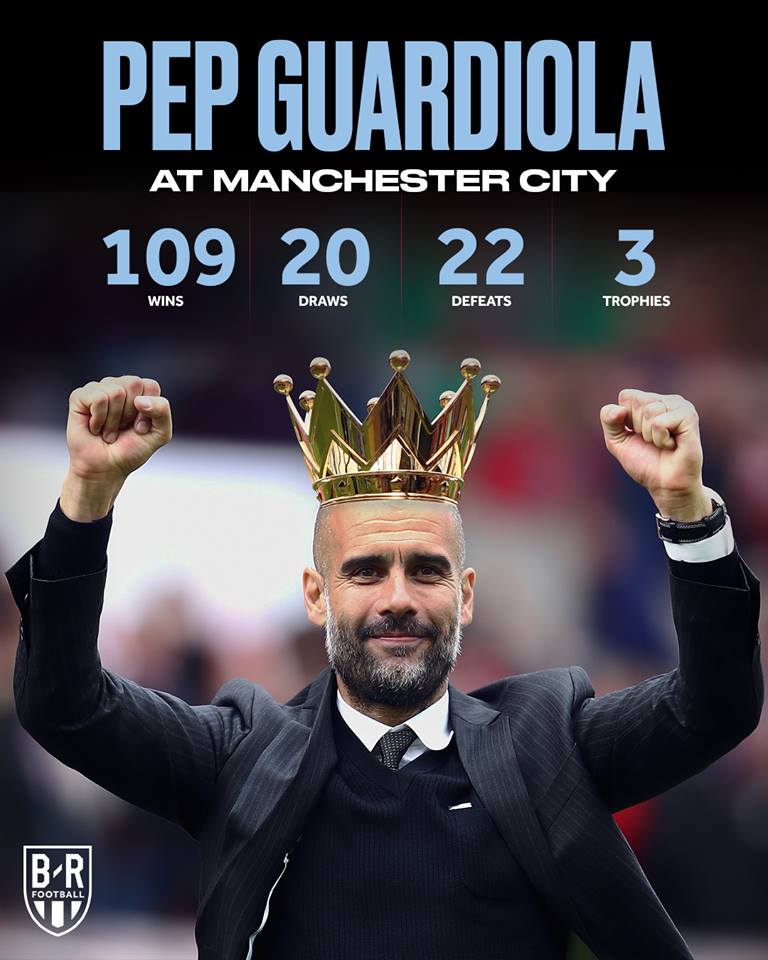 PEP GUARDIOLA
AT MANCHESTER CITY
109 20 22 3
WINS DRAWS DEFEATS TROPHIES
B/R
FOOTBALL